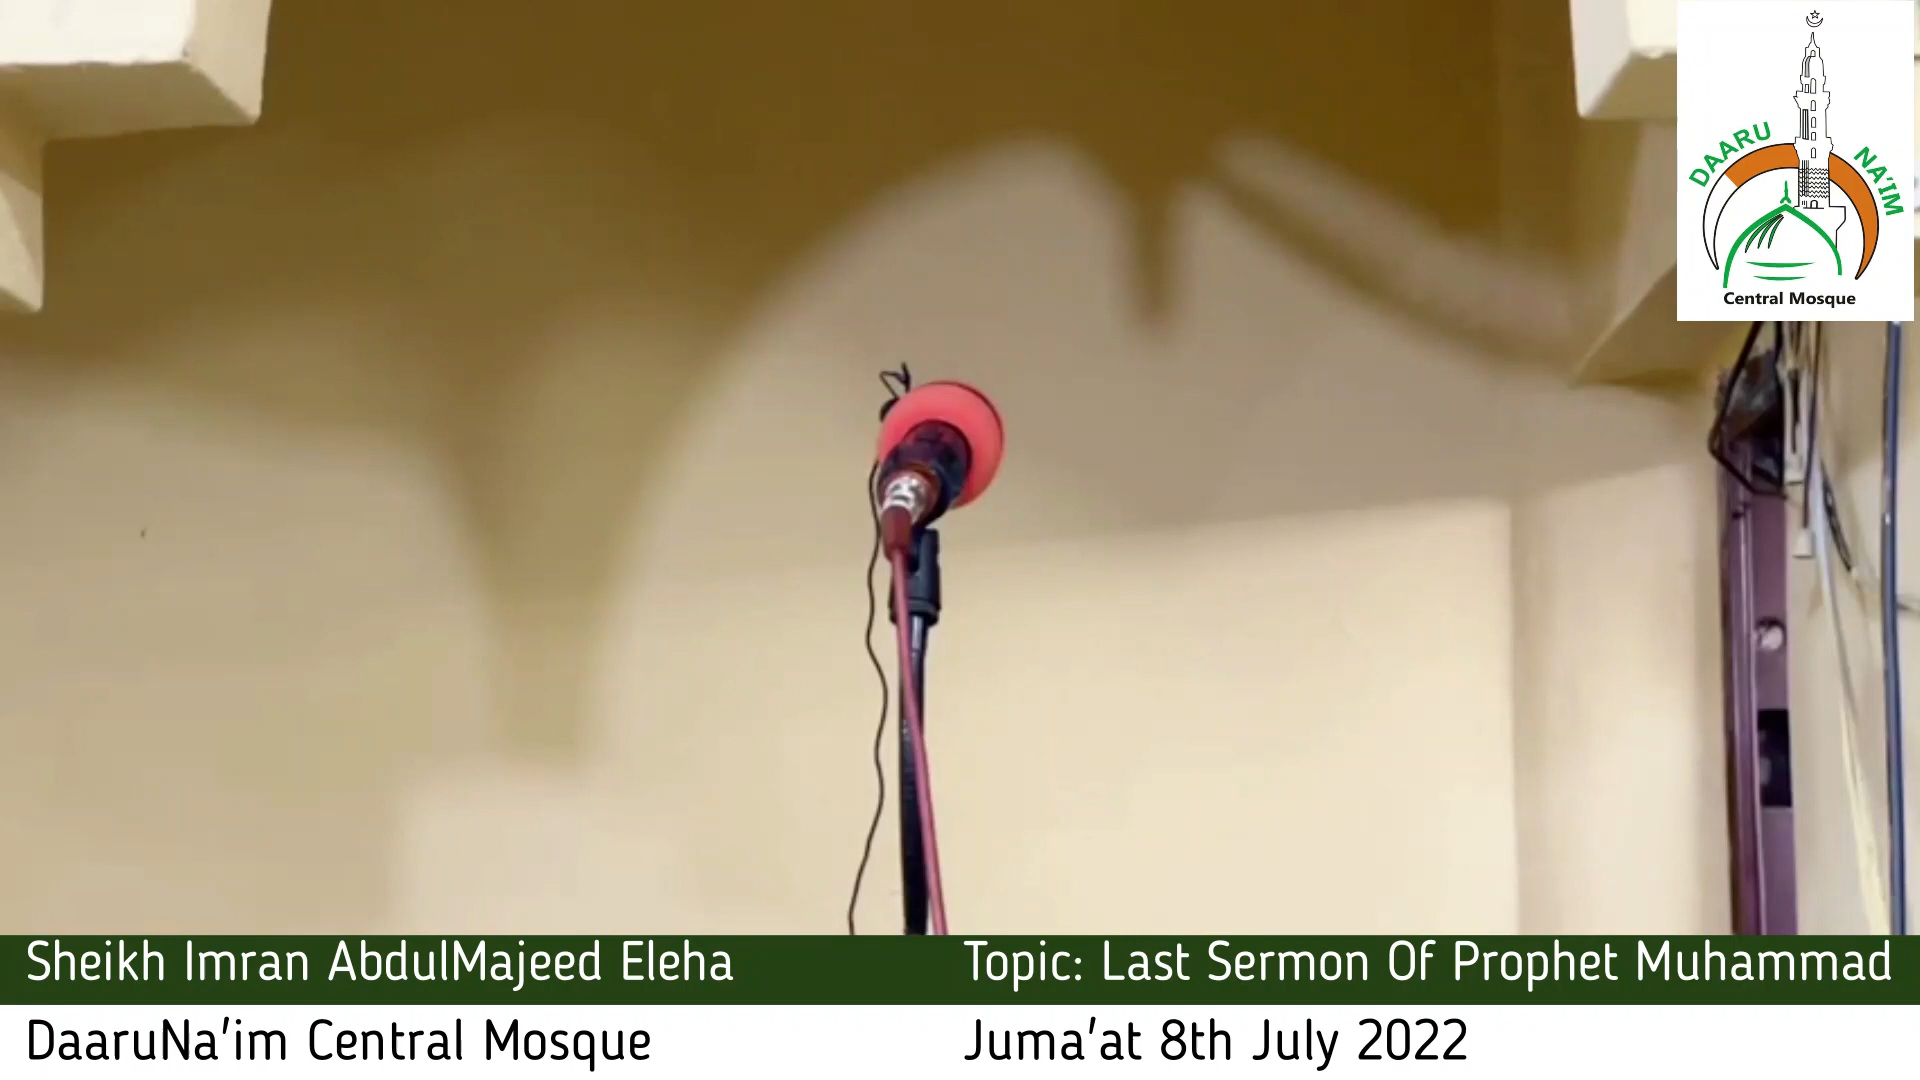 DAARU NA'IM
Central Mosque
Sheikh Imran AbdulMajeed Eleha
Topic: Last Sermon Of Prophet Muhammad
DaaruNa'im Central Mosque
Juma'at 8th July 2022